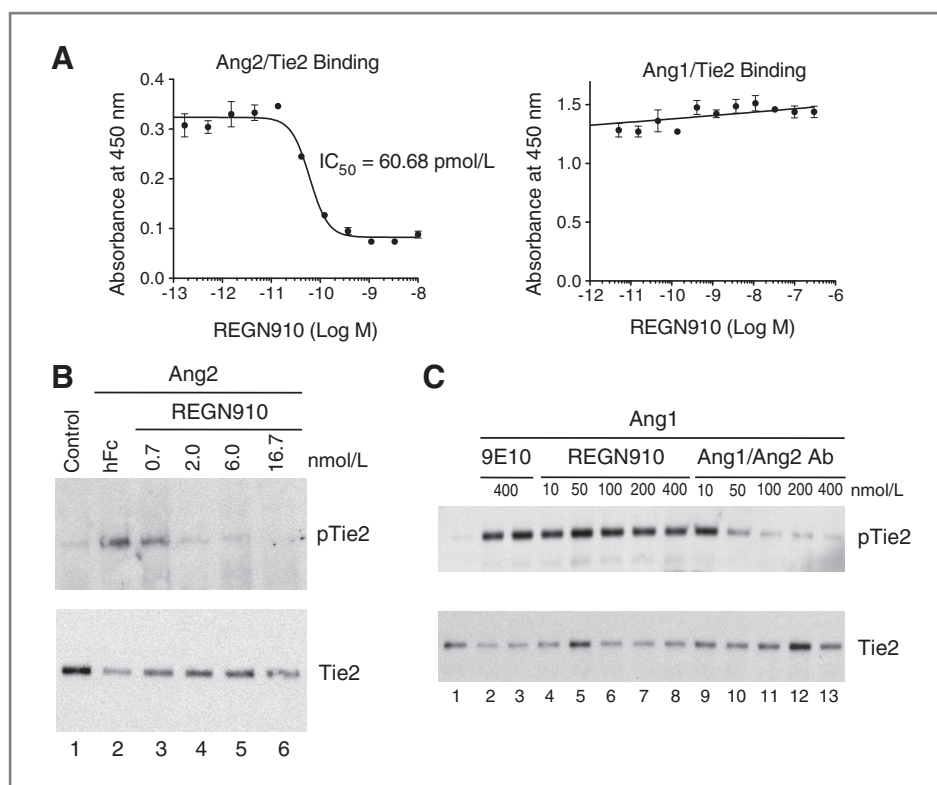 A
Ang2/Tie2 Binding
Absorbance at 450 nm
0.4
0.3
0.2
0.1
0.0
IC50 = 60.68 pmol/L
-13 -12 -11 -10 -9 -8
REGN910 (Log M)
Ang1/Tie2 Binding
Absorbance at 450 nm
1.5
1.0
0.5
0.0
-12 -11 -10 -9 -8 -7 -6
REGN910 (Log M)
B
Ang2
REGN910
Control hFc 0.7 2.0 6.0 16.7 nmol/L
pTie2
Tie2
1 2 3 4 5 6
C
Ang1
9E10 REGN910 Ang1/Ang2 Ab
400 10 50 100 200 400 10 50 100 200 400 nmol/L
pTie2
Tie2
1 2 3 4 5 6 7 8 9 10 11 12 13